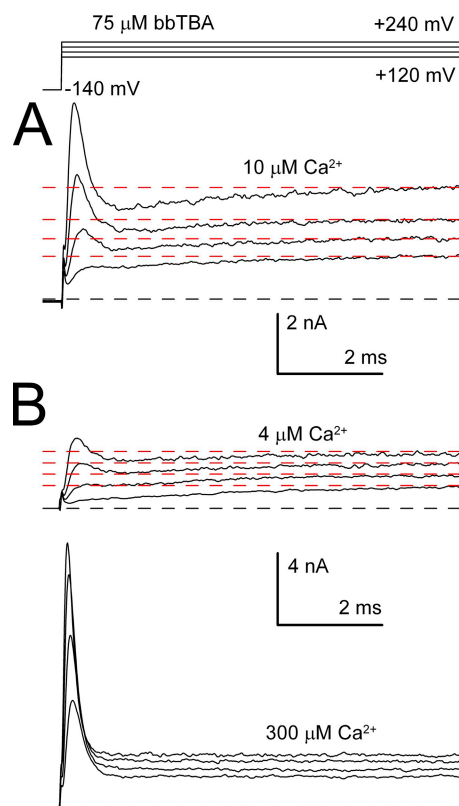 75 μM bbTBA
+240 mV
+120 mV
-140 mV
A
10 μM Ca²⁺
2 nA
2 ms
B
4 μM Ca²⁺
4 nA
2 ms
300 μM Ca²⁺